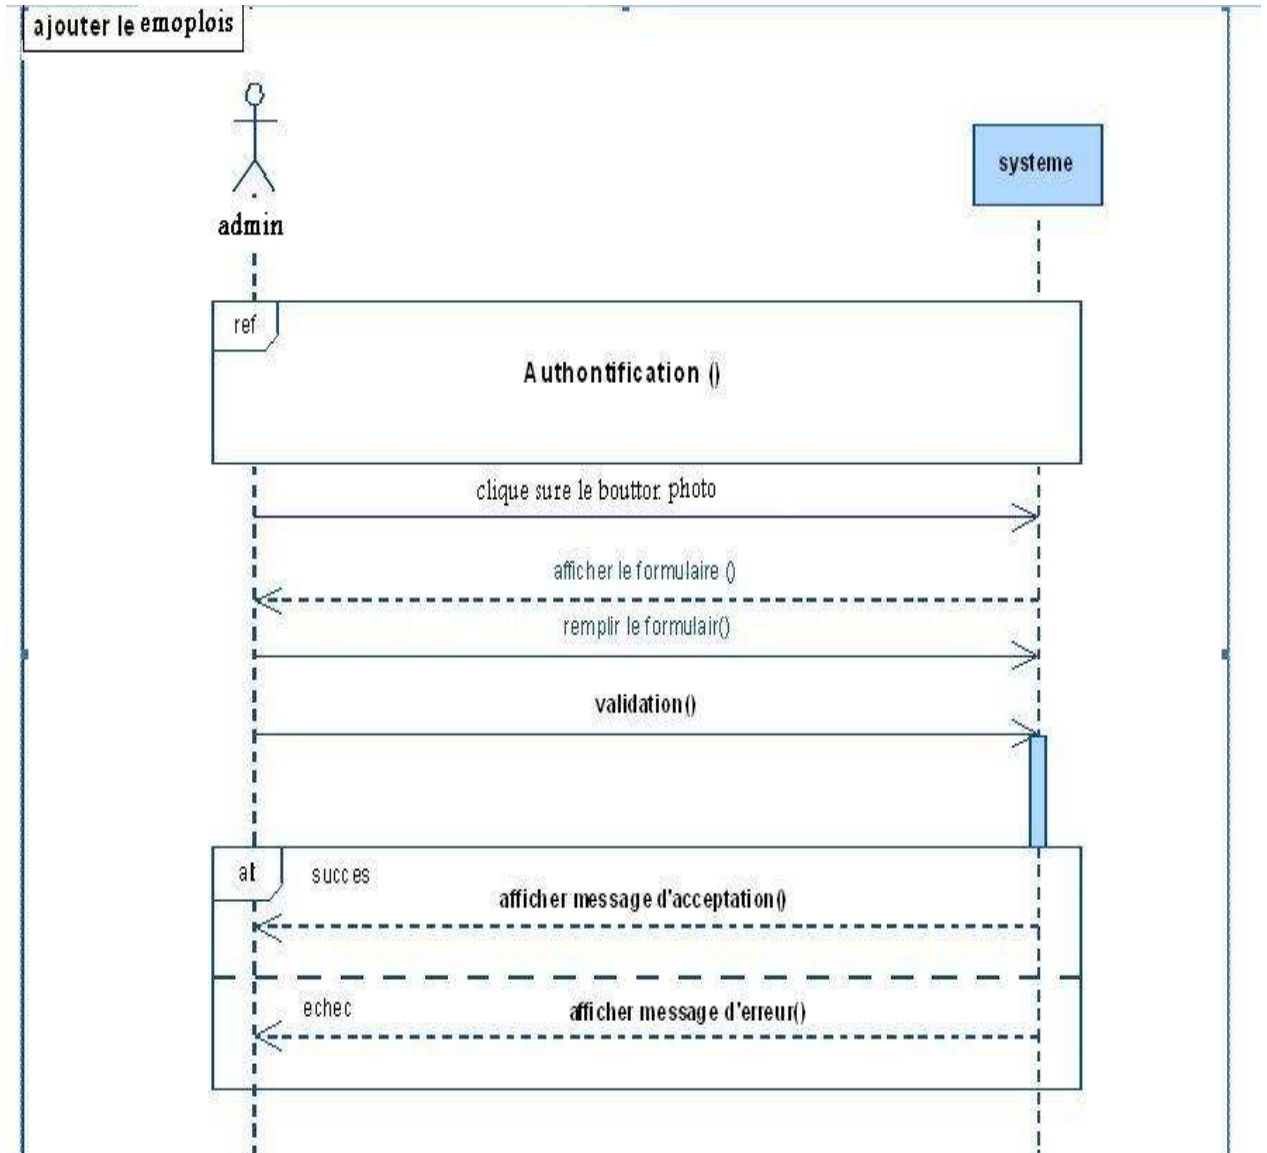 ajouter le emoplois
admin
systeme
ref
Authontification ()
clique sure le boutton photo
afficher le formulaire ()
remplir le formulair()
validation()
alt
succes
afficher message d'acceptation()
echec
afficher message d'erreur()